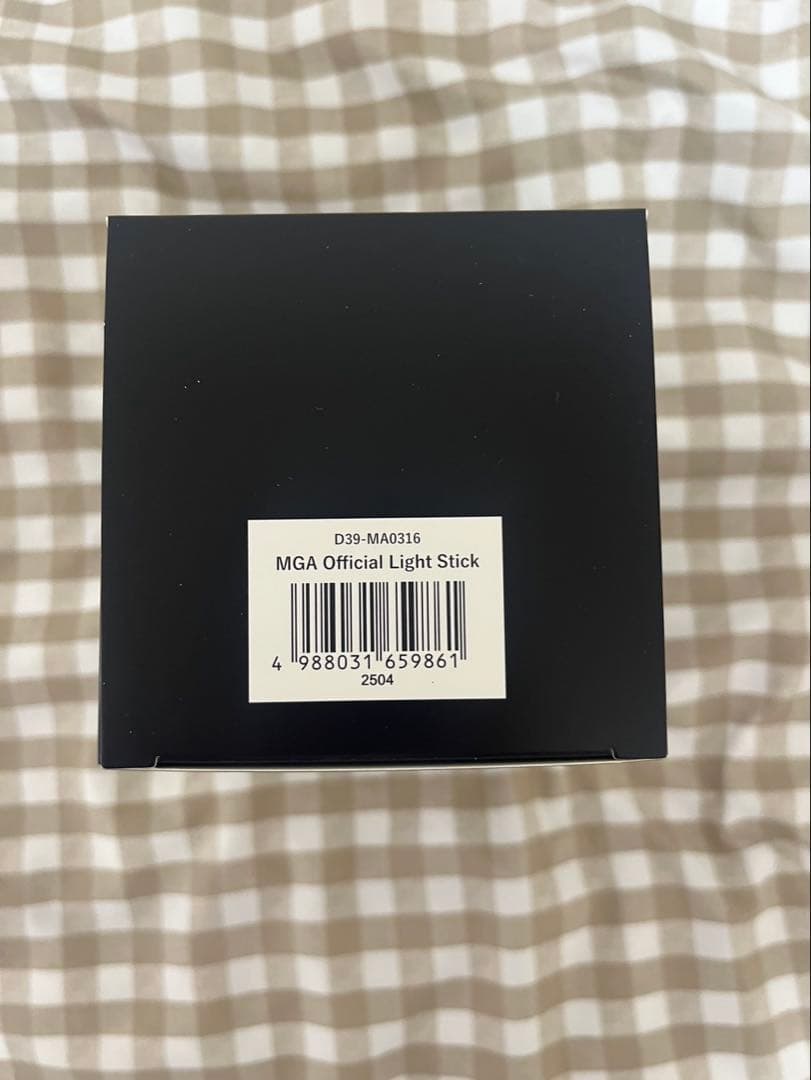 D39-MA0316
MGA Official Light Stick
4 988031 659861
2504